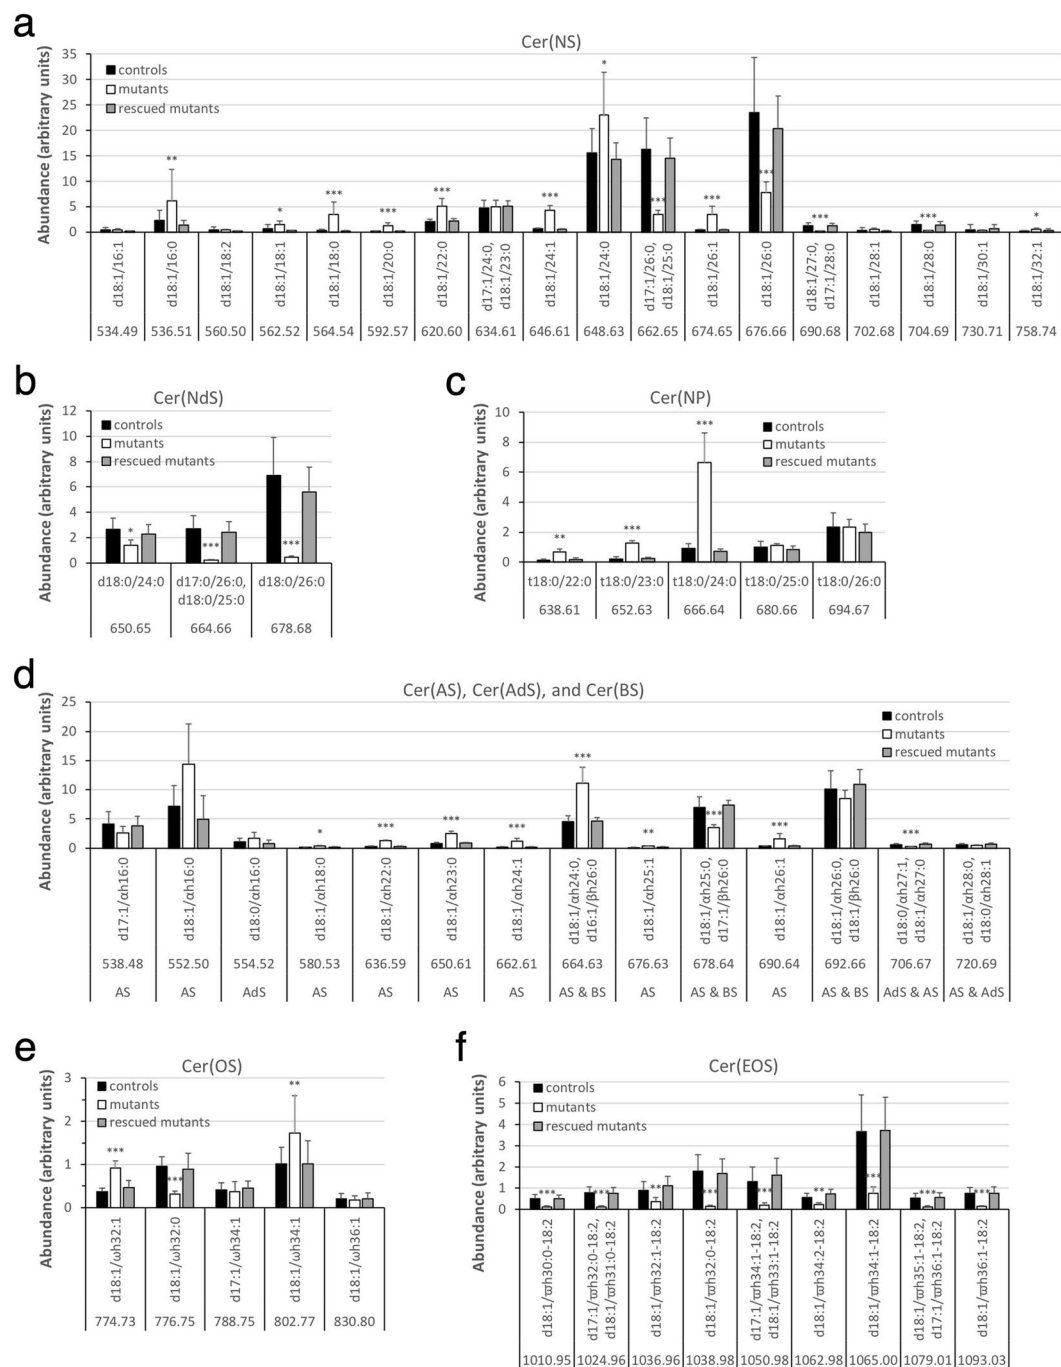 a
Cer(NS)
Abundance (arbitrary units)
35
30
25
20
15
10
5
0
controls
mutants
rescued mutants
**
*
***
***
***
***
*
***
***
***
***
***
*
d18:1/16:1
d18:1/16:0
d18:1/18:2
d18:1/18:1
d18:1/18:0
d18:1/20:0
d18:1/22:0
d17:1/24:0,
d18:1/23:0
d18:1/24:1
d18:1/24:0
d17:1/26:0,
d18:1/25:0
d18:1/26:1
d18:1/26:0
d18:1/27:0,
d17:1/28:0
d18:1/28:1
d18:1/28:0
d18:1/30:1
d18:1/32:1
534.49 536.51 560.50 562.52 564.54 592.57 620.60 634.61 646.61 648.63 662.65 674.65 676.66 690.68 702.68 704.69 730.71 758.74
b
Cer(NdS)
Abundance (arbitrary units)
12
10
8
6
4
2
0
controls
mutants
rescued mutants
*
***
***
d18:0/24:0
d17:0/26:0,
d18:0/25:0
d18:0/26:0
650.65 664.66 678.68
c
Cer(NP)
Abundance (arbitrary units)
10
8
6
4
2
0
controls
mutants
rescued mutants
**
***
***
t18:0/22:0 t18:0/23:0 t18:0/24:0 t18:0/25:0 t18:0/26:0
638.61 652.63 666.64 680.66 694.67
d
Cer(AS), Cer(AdS), and Cer(BS)
Abundance (arbitrary units)
25
20
15
10
5
0
controls
mutants
rescued mutants
*
***
***
***
***
**
***
***
***
d17:1/αh16:0
d18:1/αh16:0
d18:0/αh16:0
d18:1/αh18:0
d18:1/αh22:0
d18:1/αh23:0
d18:1/αh24:1
d18:1/αh24:0,
d16:1/βh26:0
d18:1/αh25:1
d18:1/αh25:0,
d17:1/βh26:0
d18:1/αh26:1
d18:1/αh26:0,
d18:1/βh26:0
d18:0/αh27:1,
d18:1/αh27:0
d18:1/αh28:0,
d18:0/αh28:1
538.48 552.50 554.52 580.53 636.59 650.61 662.61 664.63 676.63 678.64 690.64 692.66 706.67 720.69
AS AS AdS AS AS AS AS AS & BS AS AS & BS AS AS & BS AdS & AS AS & AdS
e
Cer(OS)
Abundance (arbitrary units)
3
2
1
0
controls
mutants
rescued mutants
***
***
**
d18:1/ωh32:1
d18:1/ωh32:0
d17:1/ωh34:1
d18:1/ωh34:1
d18:1/ωh36:1
774.73 776.75 788.75 802.77 830.80
f
Cer(EOS)
Abundance (arbitrary units)
6
5
4
3
2
1
0
controls
mutants
rescued mutants
***
***
**
***
***
**
***
***
***
d18:1/ϖh30:0-18:2
d17:1/ϖh32:0-18:2,
d18:1/ϖh31:0-18:2
d18:1/ϖh32:1-18:2
d18:1/ϖh32:0-18:2
d17:1/ϖh34:1-18:2,
d18:1/ϖh33:1-18:2
d18:1/ϖh34:2-18:2
d18:1/ϖh34:1-18:2
d18:1/ϖh35:1-18:2,
d17:1/ϖh36:1-18:2
d18:1/ϖh36:1-18:2
1010.95 1024.96 1036.96 1038.98 1050.98 1062.98 1065.00 1079.01 1093.03